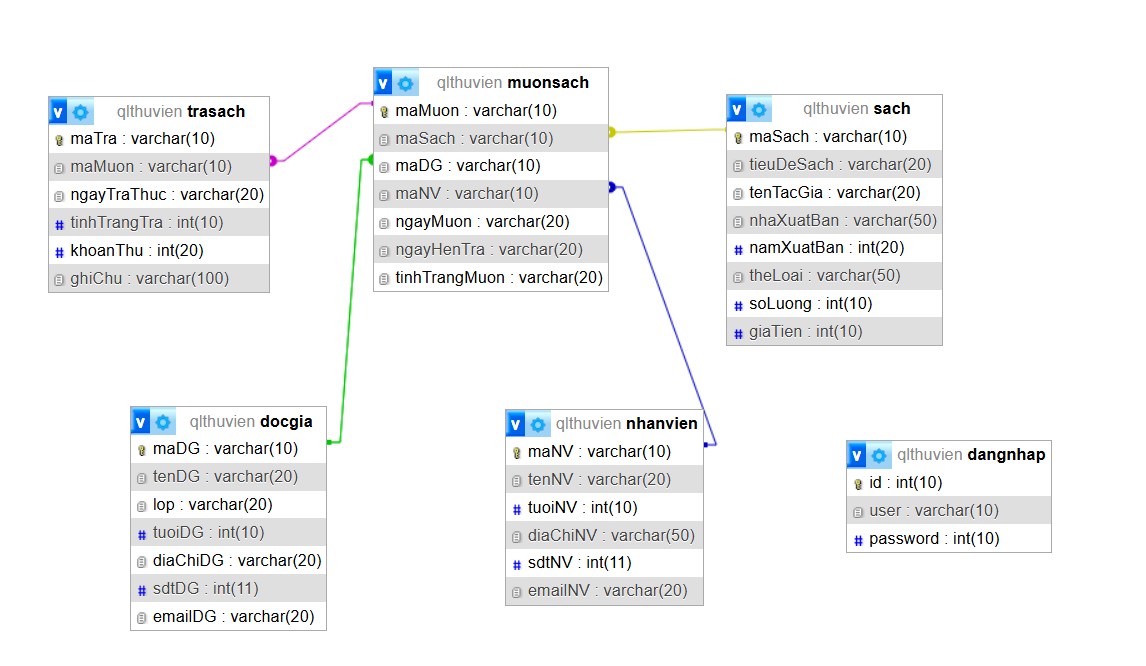 qlthuvien trasach
maTra : varchar(10)
maMuon : varchar(10)
ngayTraThuc : varchar(20)
tinhTrangTra : int(10)
khoanThu : int(20)
ghiChu : varchar(100)
qlthuvien muonsach
maMuon : varchar(10)
maSach : varchar(10)
maDG : varchar(10)
maNV : varchar(10)
ngayMuon : varchar(20)
ngayHenTra : varchar(20)
tinhTrangMuon : varchar(20)
qlthuvien sach
maSach : varchar(10)
tieuDeSach : varchar(20)
tenTacGia : varchar(20)
nhaXuatBan : varchar(50)
namXuatBan : int(20)
theLoai : varchar(50)
soLuong : int(10)
giaTien : int(10)
qlthuvien docgia
maDG : varchar(10)
tenDG : varchar(20)
lop : varchar(20)
tuoiDG : int(10)
diaChiDG : varchar(20)
sdtDG : int(11)
emailDG : varchar(20)
qlthuvien nhanvien
maNV : varchar(10)
tenNV : varchar(20)
tuoiNV : int(10)
diaChiNV : varchar(50)
sdtNV : int(11)
emailNV : varchar(20)
qlthuvien dangnhap
id : int(10)
user : varchar(10)
password : int(10)